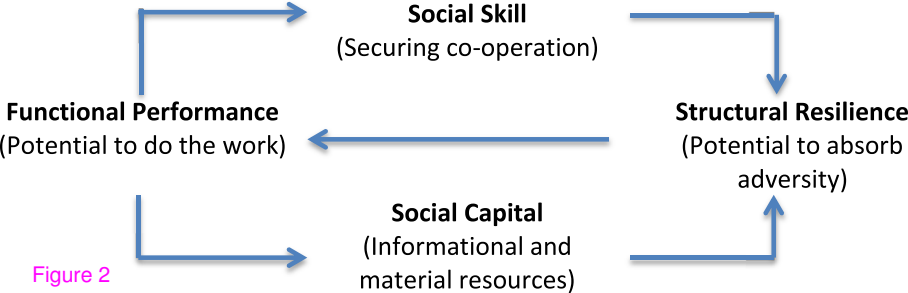 Social Skill
(Securing co-operation)
Functional Performance
(Potential to do the work)
Structural Resilience
(Potential to absorb
adversity)
Social Capital
(Informational and
material resources)
Figure 2